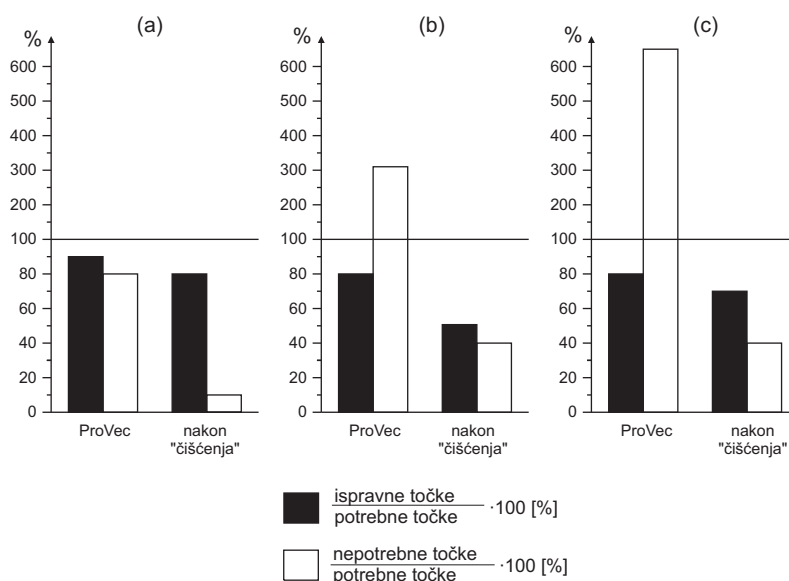 (a) (b) (c)
% % %
600 600 600
500 500 500
400 400 400
300 300 300
200 200 200
100 100 100
80 80 80
60 60 60
40 40 40
20 20 20
0 0 0
ProVec nakon "čišćenja" ProVec nakon "čišćenja" ProVec nakon "čišćenja"
ispravne točke
potrebne točke ·100 [%]
nepotrebne točke
potrebne točke ·100 [%]